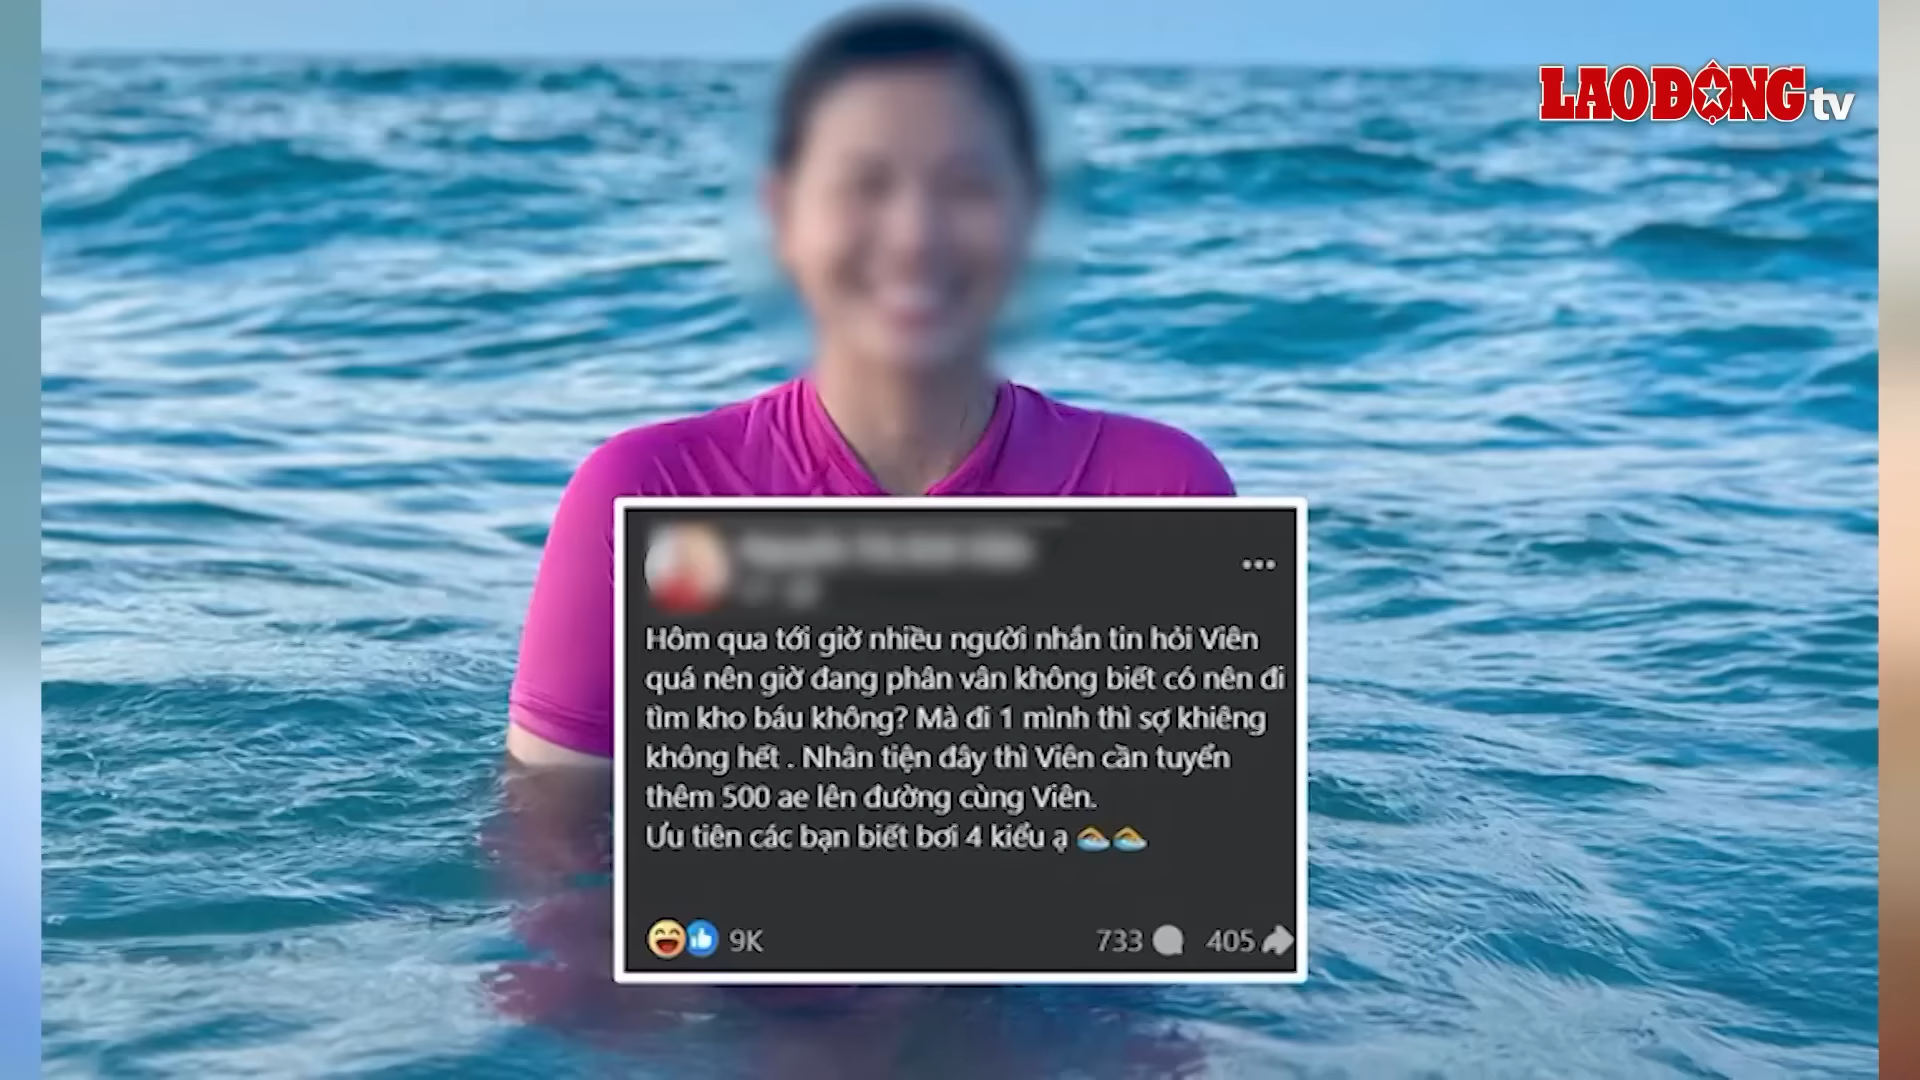 LAO ĐỘNG tv
Hôm qua tới giờ nhiều người nhắn tin hỏi Viên
quá nên giờ đang phân vân không biết có nên đi
tìm kho báu không? Mà đi 1 mình thì sợ khiêng
không hết . Nhân tiện đây thì Viên cần tuyển
thêm 500 ae lên đường cùng Viên.
Ưu tiên các bạn biết bơi 4 kiểu ạ 🏊🏊
9K 733 405